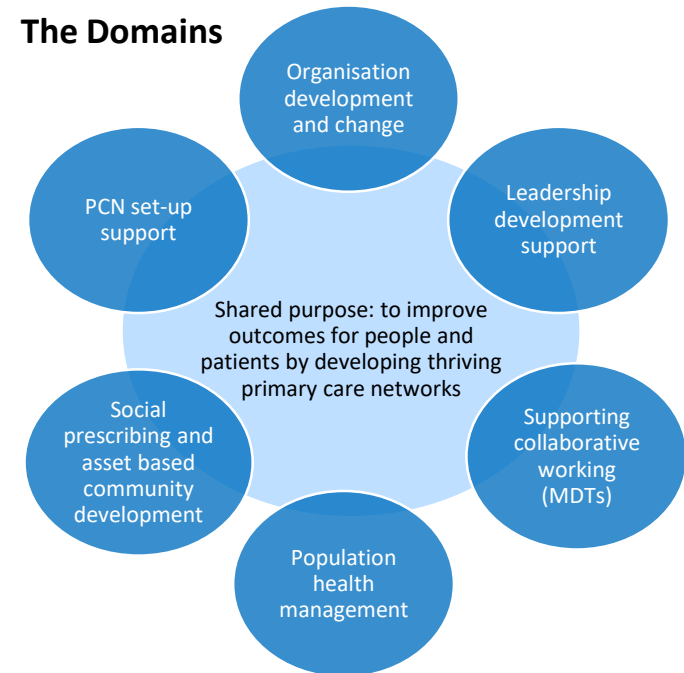 The Domains
Organisation
development
and change
Leadership
development
support
Supporting
collaborative
working
(MDTs)
Population
health
management
Social
prescribing and
asset based
community
development
PCN set-up
support
Shared purpose: to improve
outcomes for people and
patients by developing thriving
primary care networks